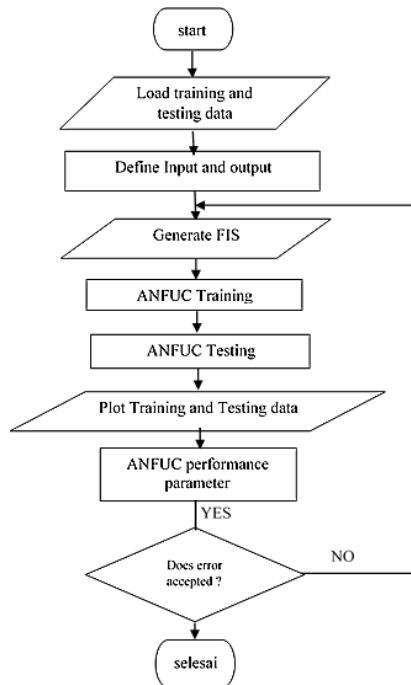 start
Load training and
testing data
Define Input and output
Generate FIS
ANFUC Training
ANFUC Testing
Plot Training and Testing data
ANFUC performance
parameter
YES
Does error
accepted ?
NO
selesai